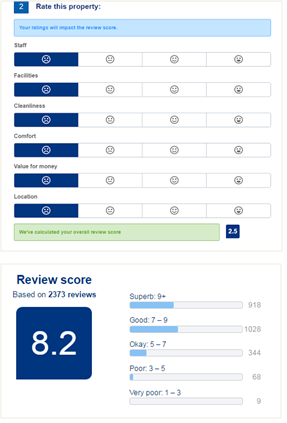 2 Rate this property:
Your ratings will impact the review score.
Staff
Facilities
Cleanliness
Comfort
Value for money
Location
We've calculated your overall review score 2.5
Review score
Based on 2373 reviews
8.2
Superb: 9+
918
Good: 7 – 9
1028
Okay: 5 – 7
344
Poor: 3 – 5
68
Very poor: 1 – 3
9